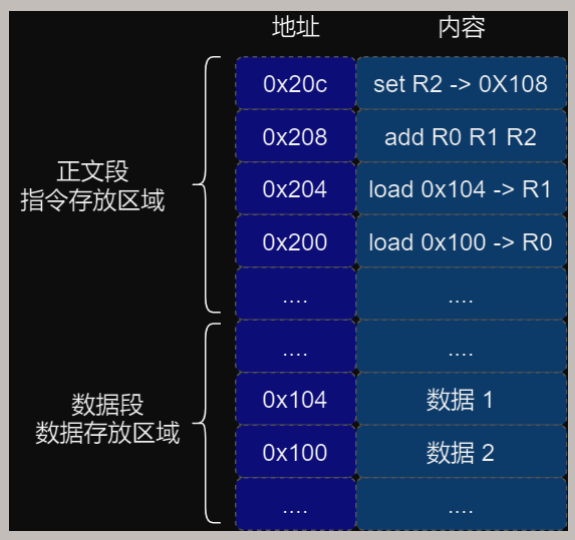 地址 内容
0x20c set R2 -> 0X108
0x208 add R0 R1 R2
正文段
指令存放区域
0x204 load 0x104 -> R1
0x200 load 0x100 -> R0
.... ....
.... ....
数据段
数据存放区域
0x104 数据 1
0x100 数据 2
.... ....